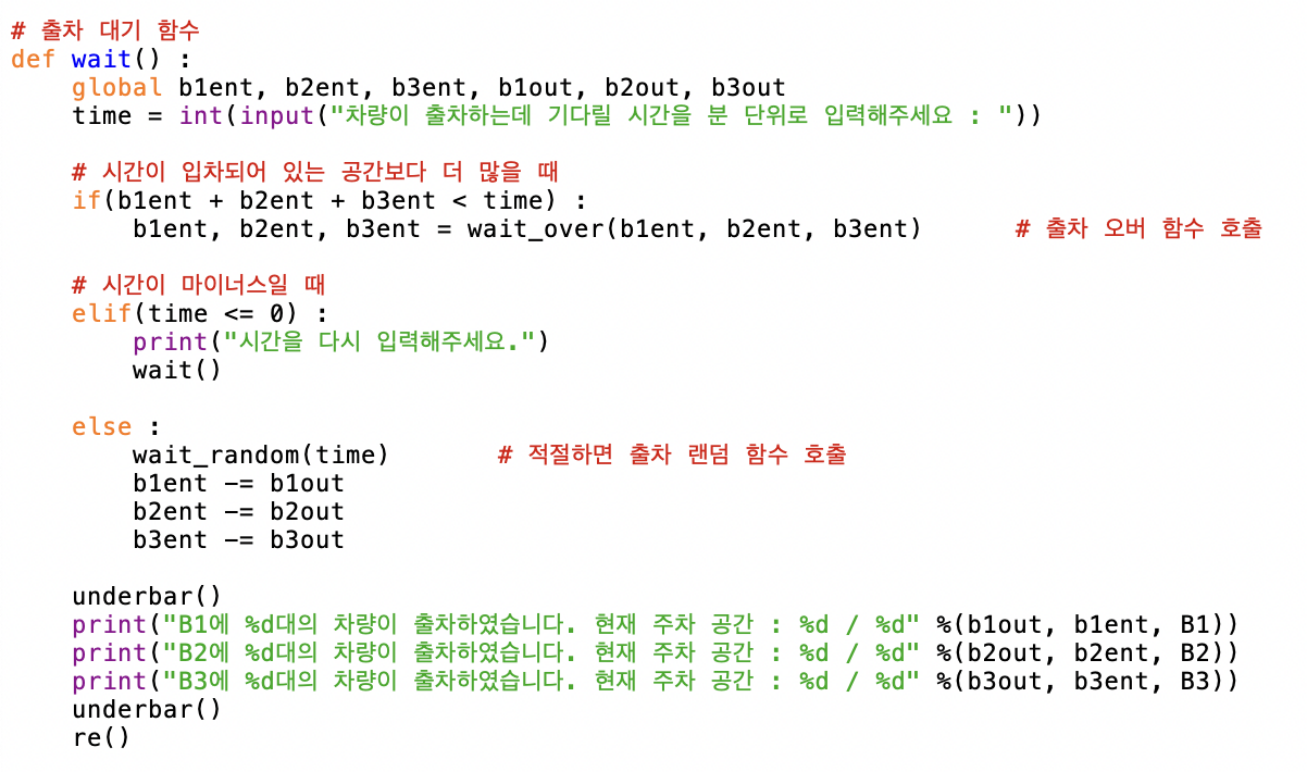 # 출차 대기 함수
def wait() :
    global b1ent, b2ent, b3ent, b1out, b2out, b3out
    time = int(input("차량이 출차하는데 기다릴 시간을 분 단위로 입력해주세요 : "))
    # 시간이 입차되어 있는 공간보다 더 많을 때
    if(b1ent + b2ent + b3ent < time) :
        b1ent, b2ent, b3ent = wait_over(b1ent, b2ent, b3ent)      # 출차 오버 함수 호출
    # 시간이 마이너스일 때
    elif(time <= 0) :
        print("시간을 다시 입력해주세요.")
        wait()
    else :
        wait_random(time)       # 적절하면 출차 랜덤 함수 호출
        b1ent -= b1out
        b2ent -= b2out
        b3ent -= b3out
    underbar()
    print("B1에 %d대의 차량이 출차하였습니다. 현재 주차 공간 : %d / %d" %(b1out, b1ent, B1))
    print("B2에 %d대의 차량이 출차하였습니다. 현재 주차 공간 : %d / %d" %(b2out, b2ent, B2))
    print("B3에 %d대의 차량이 출차하였습니다. 현재 주차 공간 : %d / %d" %(b3out, b3ent, B3))
    underbar()
    re()